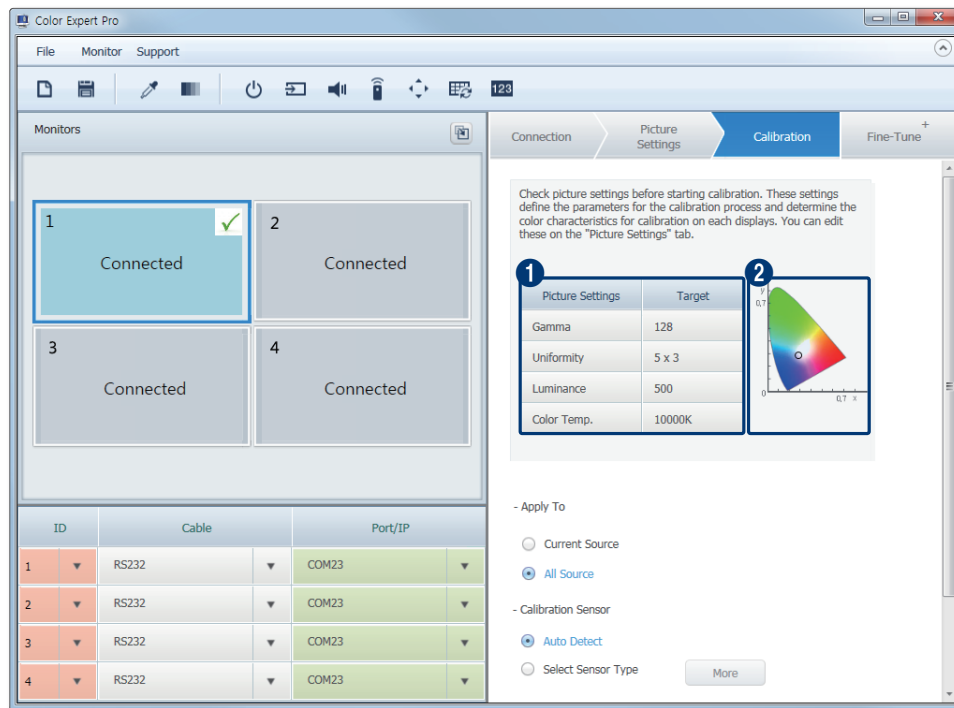 Color Expert Pro
File Monitor Support
123
Monitors
1
Connected
2
Connected
3
Connected
4
Connected
ID Cable Port/IP
1 RS232 COM23
2 RS232 COM23
3 RS232 COM23
4 RS232 COM23
Connection
Picture
Settings
Calibration
Fine-Tune +
Check picture settings before starting calibration. These settings
define the parameters for the calibration process and determine the
color characteristics for calibration on each displays. You can edit
these on the "Picture Settings" tab.
1
Picture Settings Target
Gamma 128
Uniformity 5 x 3
Luminance 500
Color Temp. 10000K
2
y
0,7
0
0,7 x
- Apply To
Current Source
All Source
- Calibration Sensor
Auto Detect
Select Sensor Type More